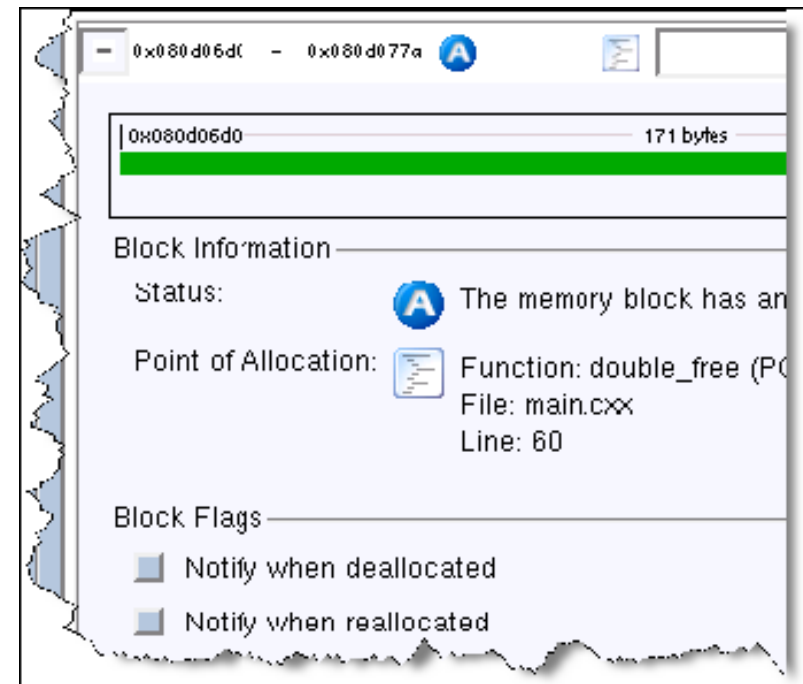 0x080d06d0 - 0x080d077a A
0x080d06d0 171 bytes
Block Information
Status: A The memory block has an
Point of Allocation: Function: double_free (PC
File: main.cxx
Line: 60
Block Flags
Notify when deallocated
Notify when reallocated